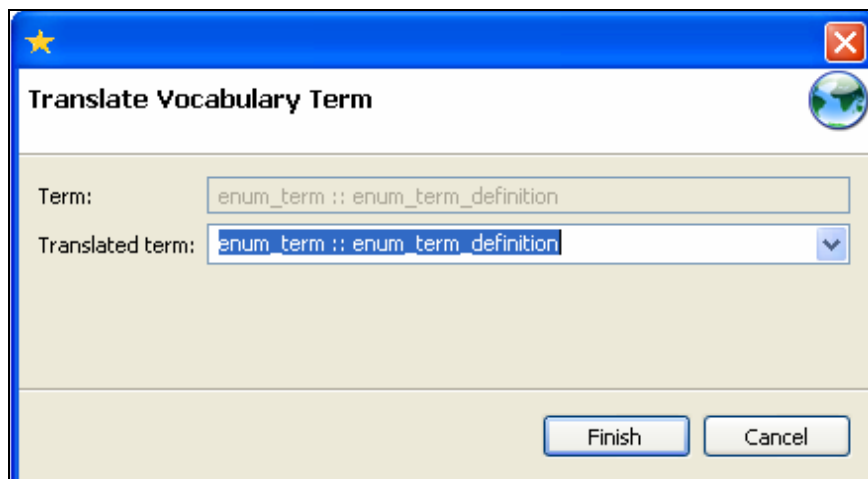 Translate Vocabulary Term
Term: enum_term :: enum_term_definition
Translated term: enum_term :: enum_term_definition
Finish Cancel